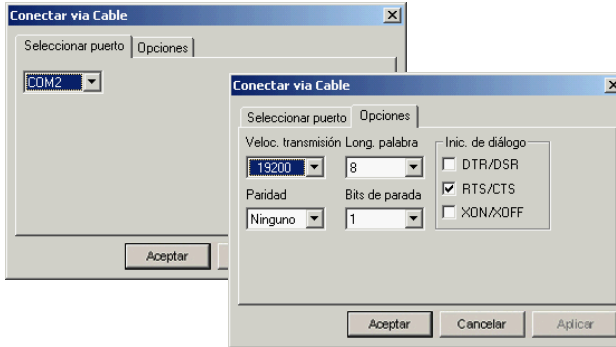 Conectar via Cable
Seleccionar puerto Opciones
COM2
Aceptar
Conectar via Cable
Seleccionar puerto Opciones
Veloc. transmisión Long. palabra Inic. de diálogo
19200 8 DTR/DSR
RTS/CTS
Paridad Bits de parada
Ninguno 1 XON/XOFF
Aceptar Cancelar Aplicar